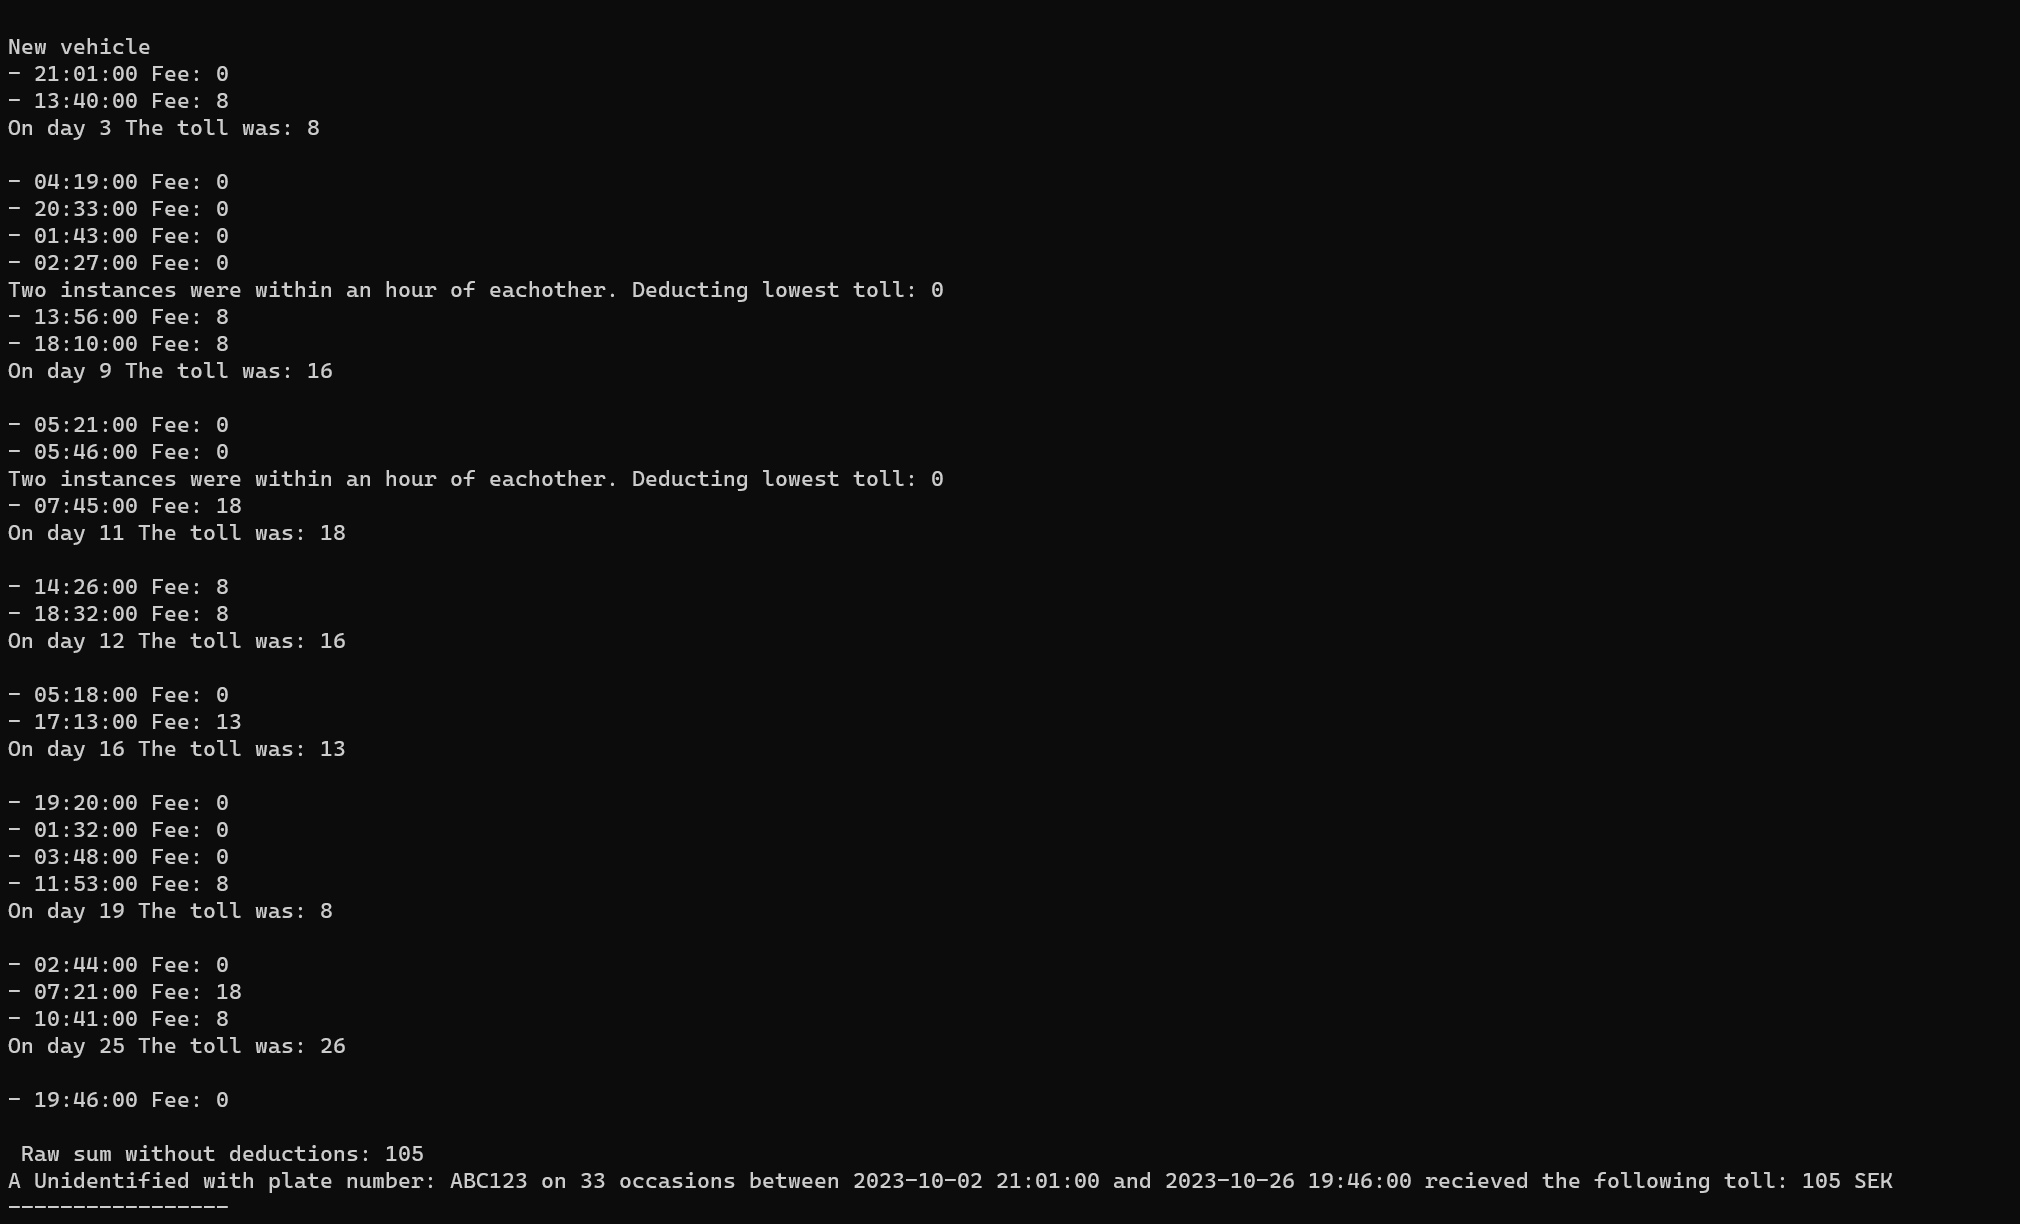 New vehicle
- 21:01:00 Fee: 0
- 13:40:00 Fee: 8
On day 3 The toll was: 8
- 04:19:00 Fee: 0
- 20:33:00 Fee: 0
- 01:43:00 Fee: 0
- 02:27:00 Fee: 0
Two instances were within an hour of eachother. Deducting lowest toll: 0
- 13:56:00 Fee: 8
- 18:10:00 Fee: 8
On day 9 The toll was: 16
- 05:21:00 Fee: 0
- 05:46:00 Fee: 0
Two instances were within an hour of eachother. Deducting lowest toll: 0
- 07:45:00 Fee: 18
On day 11 The toll was: 18
- 14:26:00 Fee: 8
- 18:32:00 Fee: 8
On day 12 The toll was: 16
- 05:18:00 Fee: 0
- 17:13:00 Fee: 13
On day 16 The toll was: 13
- 19:20:00 Fee: 0
- 01:32:00 Fee: 0
- 03:48:00 Fee: 0
- 11:53:00 Fee: 8
On day 19 The toll was: 8
- 02:44:00 Fee: 0
- 07:21:00 Fee: 18
- 10:41:00 Fee: 8
On day 25 The toll was: 26
- 19:46:00 Fee: 0
Raw sum without deductions: 105
A Unidentified with plate number: ABC123 on 33 occasions between 2023-10-02 21:01:00 and 2023-10-26 19:46:00 recieved the following toll: 105 SEK
-----------------